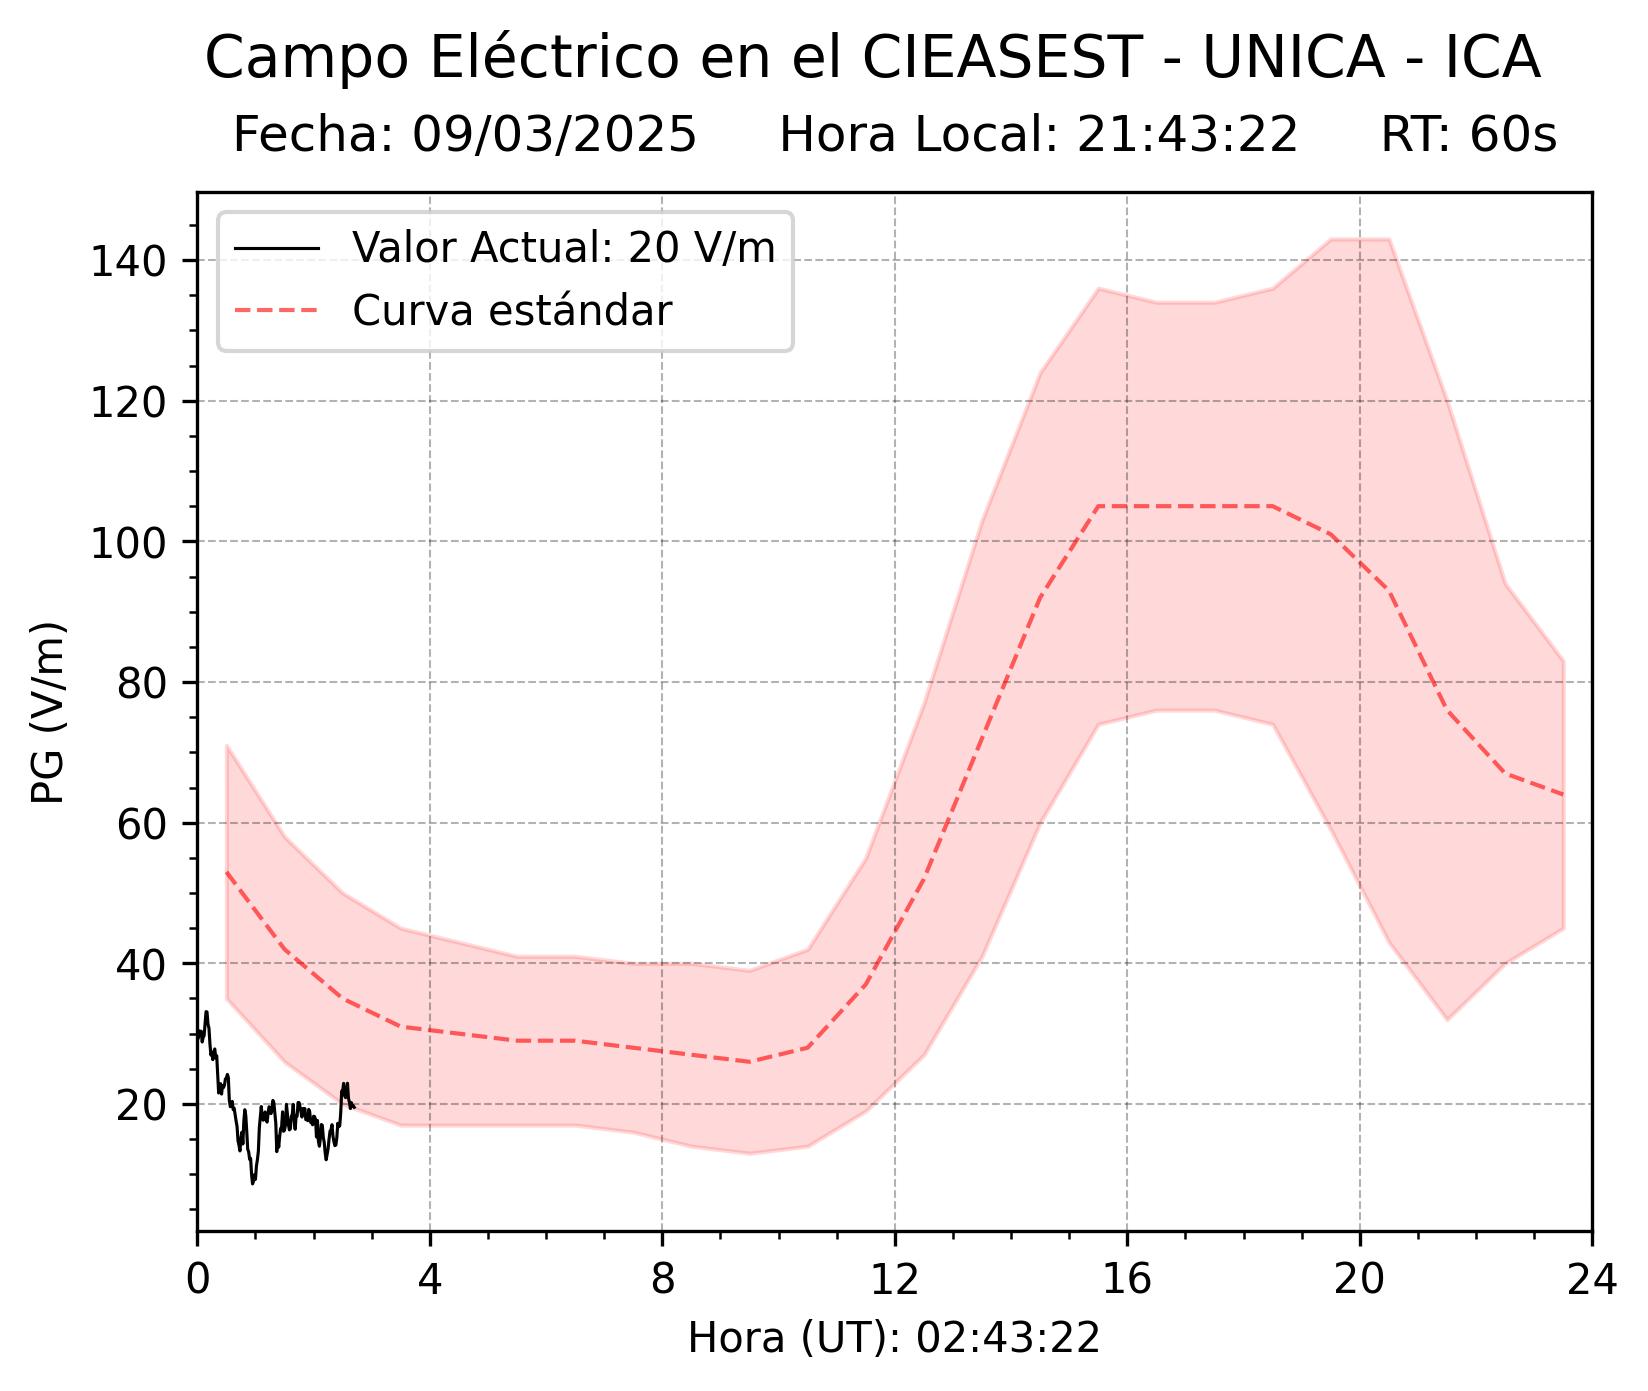 Campo Eléctrico en el CIEASEST - UNICA - ICA
Fecha: 09/03/2025 Hora Local: 21:43:22 RT: 60s
Valor Actual: 20 V/m
Curva estándar
140
120
100
80
60
40
20
PG (V/m)
0 4 8 12 16 20 24
Hora (UT): 02:43:22